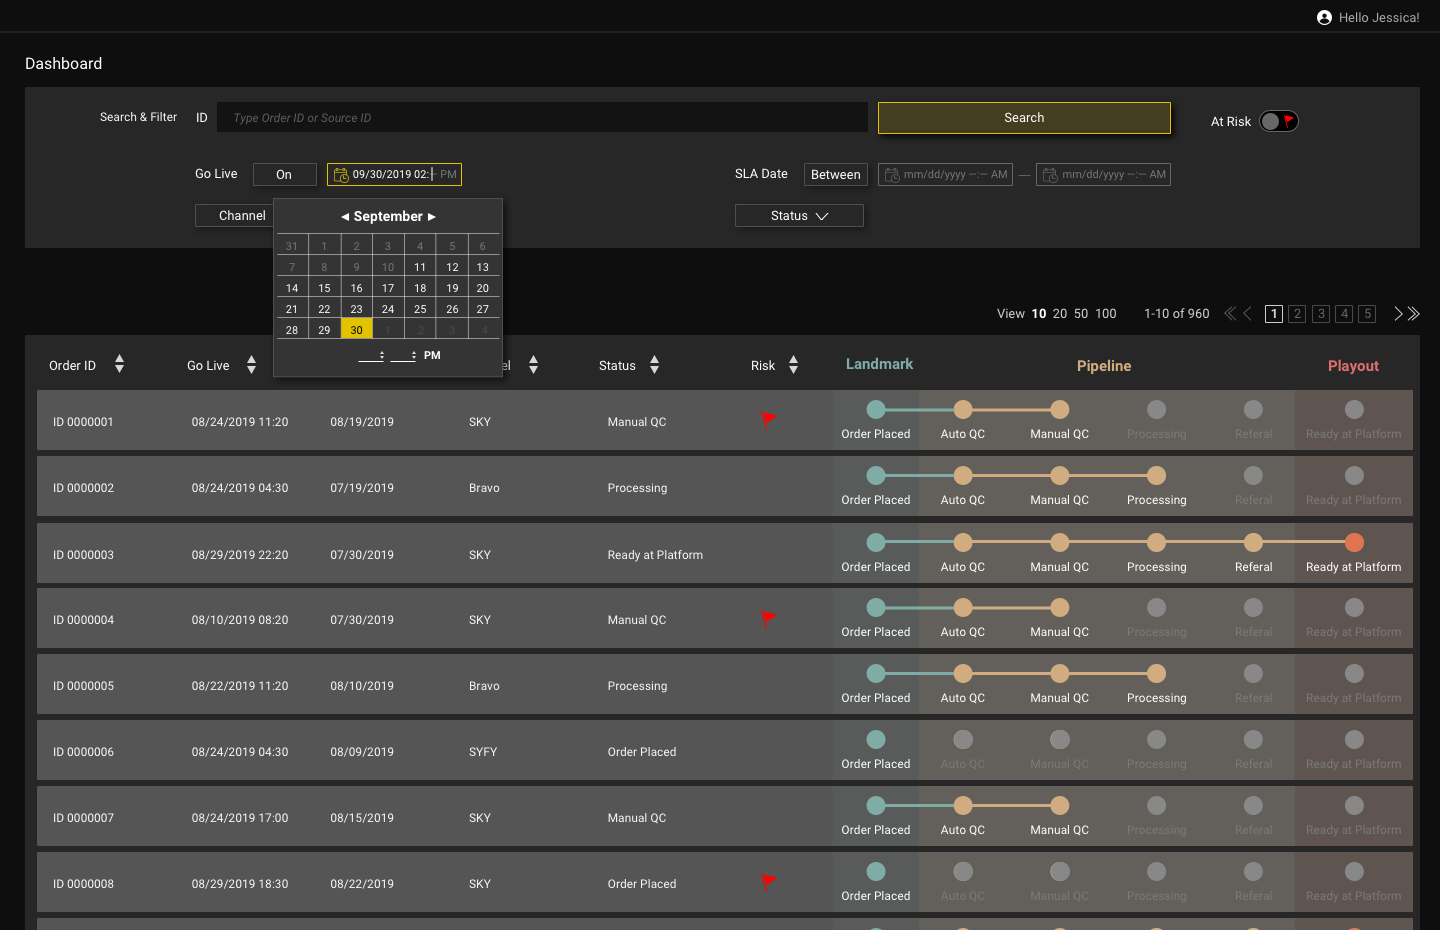 Hello Jessica!
Dashboard
Search & Filter ID Type Order ID or Source ID Search At Risk
Go Live On 09/30/2019 02:–– PM SLA Date Between mm/dd/yyyy –:– AM — mm/dd/yyyy –:– AM
Channel Status
◀ September ▶
31 1 2 3 4 5 6
7 8 9 10 11 12 13
14 15 16 17 18 19 20
21 22 23 24 25 26 27
28 29 30 1 2 3 4
PM
View 10 20 50 100 1-10 of 960 1 2 3 4 5
Order ID Go Live el Status Risk Landmark Pipeline Playout
ID 0000001 08/24/2019 11:20 08/19/2019 SKY Manual QC
Order Placed Auto QC Manual QC Processing Referal Ready at Platform
ID 0000002 08/24/2019 04:30 07/19/2019 Bravo Processing
Order Placed Auto QC Manual QC Processing Referal Ready at Platform
ID 0000003 08/29/2019 22:20 07/30/2019 SKY Ready at Platform
Order Placed Auto QC Manual QC Processing Referal Ready at Platform
ID 0000004 08/10/2019 08:20 07/30/2019 SKY Manual QC
Order Placed Auto QC Manual QC Processing Referal Ready at Platform
ID 0000005 08/22/2019 11:20 08/10/2019 Bravo Processing
Order Placed Auto QC Manual QC Processing Referal Ready at Platform
ID 0000006 08/24/2019 04:30 08/09/2019 SYFY Order Placed
Order Placed Auto QC Manual QC Processing Referal Ready at Platform
ID 0000007 08/24/2019 17:00 08/15/2019 SKY Manual QC
Order Placed Auto QC Manual QC Processing Referal Ready at Platform
ID 0000008 08/29/2019 18:30 08/22/2019 SKY Order Placed
Order Placed Auto QC Manual QC Processing Referal Ready at Platform